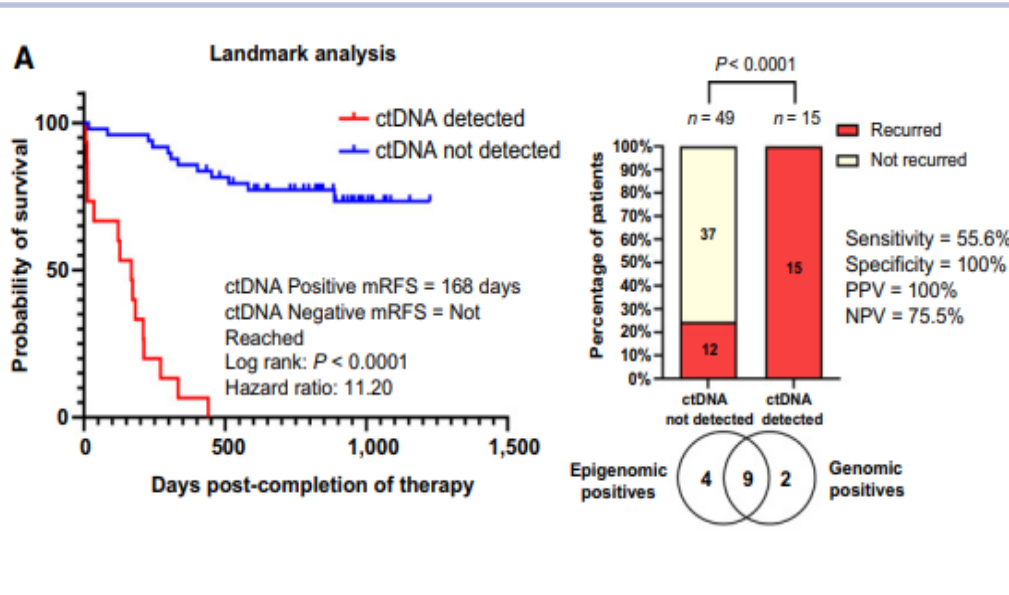 A
Landmark analysis
ctDNA detected
ctDNA not detected
100
50
0
Probability of survival
ctDNA Positive mRFS = 168 days
ctDNA Negative mRFS = Not
Reached
Log rank: P < 0.0001
Hazard ratio: 11.20
0
500
1,000
1,500
Days post-completion of therapy
P< 0.0001
n = 49
n = 15
Recurred
Not recurred
Percentage of patients
100%
90%
80%
70%
60%
50%
40%
30%
20%
10%
0%
37
12
15
Sensitivity = 55.6%
Specificity = 100%
PPV = 100%
NPV = 75.5%
ctDNA
not detected
ctDNA
detected
Epigenomic
positives
4
9
2
Genomic
positives